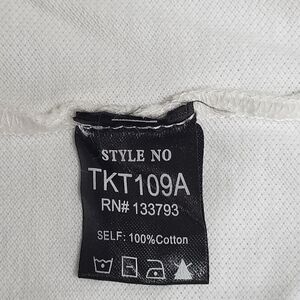 STYLE NO
TKT109A
RN# 133793
SELF: 100%Cotton